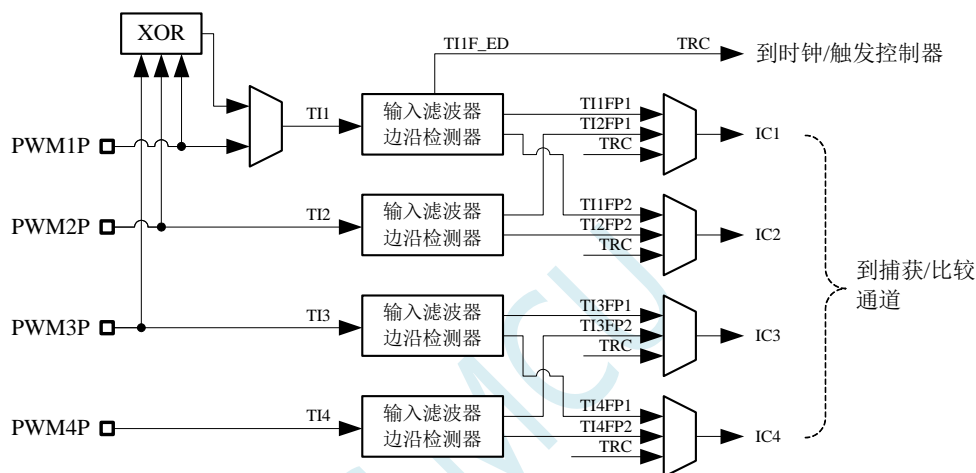 XOR
TI1F_ED
TRC
到时钟/触发控制器
PWM1P
TI1
输入滤波器
边沿检测器
TI1FP1
TI2FP1
TRC
IC1
PWM2P
TI2
输入滤波器
边沿检测器
TI1FP2
TI2FP2
TRC
IC2
到捕获/比较
通道
PWM3P
TI3
输入滤波器
边沿检测器
TI3FP1
TI3FP2
TRC
IC3
PWM4P
TI4
输入滤波器
边沿检测器
TI4FP1
TI4FP2
TRC
IC4